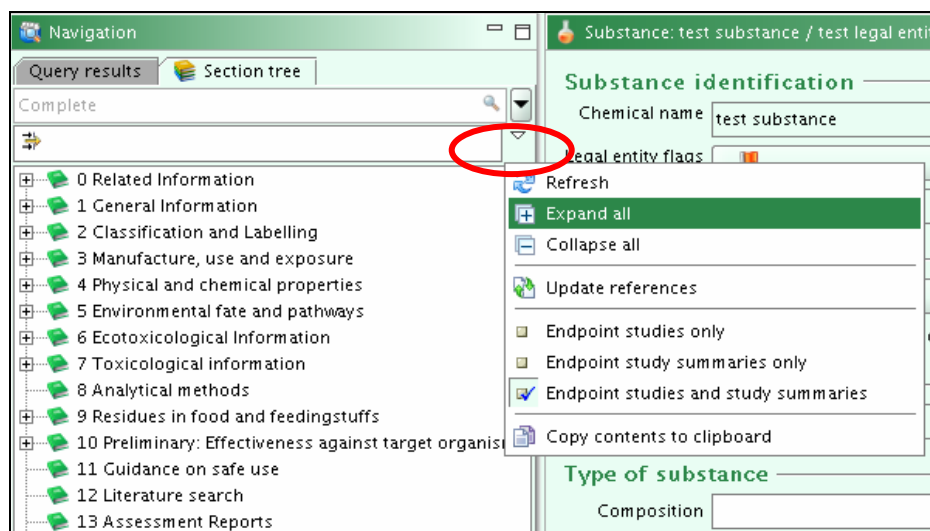 Navigation
Query results
Section tree
Complete
0 Related Information
1 General Information
2 Classification and Labelling
3 Manufacture, use and exposure
4 Physical and chemical properties
5 Environmental fate and pathways
6 Ecotoxicological Information
7 Toxicological information
8 Analytical methods
9 Residues in food and feedingstuffs
10 Preliminary: Effectiveness against target organis
11 Guidance on safe use
12 Literature search
13 Assessment Reports
Refresh
Expand all
Collapse all
Update references
Endpoint studies only
Endpoint study summaries only
Endpoint studies and study summaries
Copy contents to clipboard
Substance: test substance / test legal enti
Substance identification
Chemical name
test substance
Legal entity flags
Type of substance
Composition